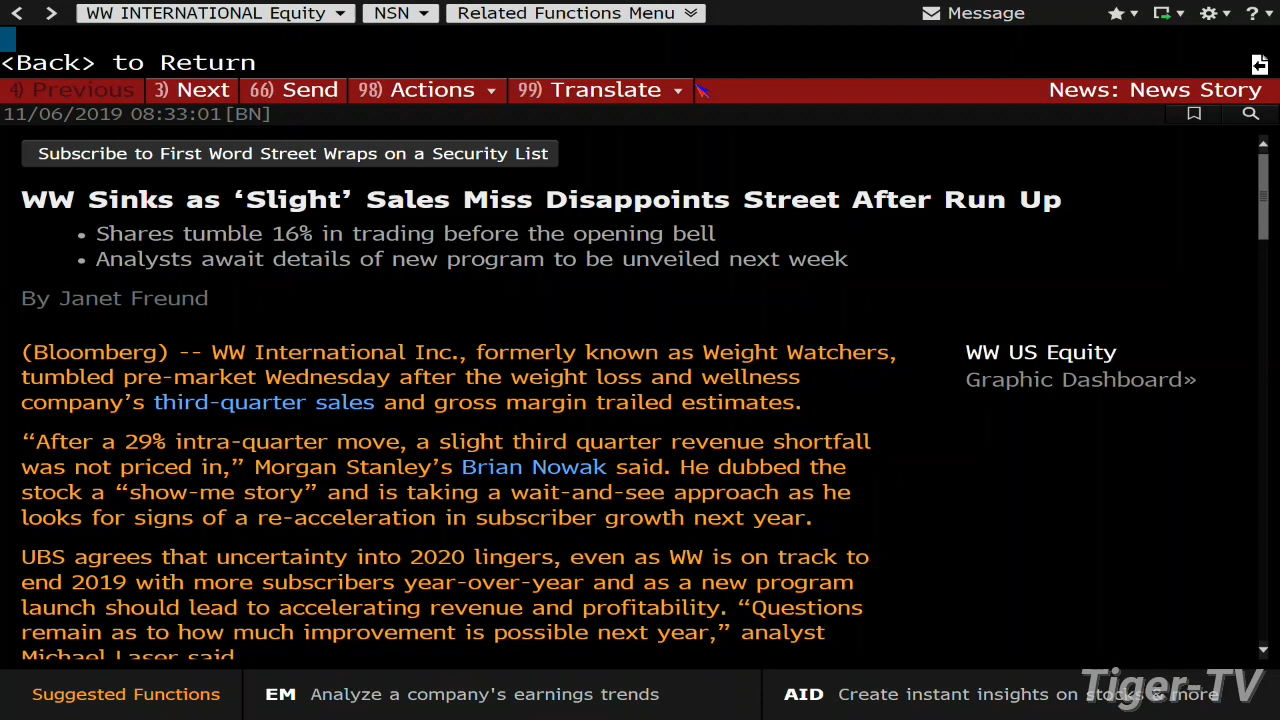 WW INTERNATIONAL Equity NSN Related Functions Menu Message ?
<Back> to Return
4) Previous 3) Next 66) Send 98) Actions 99) Translate News: News Story
11/06/2019 08:33:01 [BN]
Subscribe to First Word Street Wraps on a Security List
WW Sinks as ‘Slight’ Sales Miss Disappoints Street After Run Up
• Shares tumble 16% in trading before the opening bell
• Analysts await details of new program to be unveiled next week
By Janet Freund
(Bloomberg) -- WW International Inc., formerly known as Weight Watchers,
tumbled pre-market Wednesday after the weight loss and wellness
company’s third-quarter sales and gross margin trailed estimates.
WW US Equity
Graphic Dashboard»
“After a 29% intra-quarter move, a slight third quarter revenue shortfall
was not priced in,” Morgan Stanley’s Brian Nowak said. He dubbed the
stock a “show-me story” and is taking a wait-and-see approach as he
looks for signs of a re-acceleration in subscriber growth next year.
UBS agrees that uncertainty into 2020 lingers, even as WW is on track to
end 2019 with more subscribers year-over-year and as a new program
launch should lead to accelerating revenue and profitability. “Questions
remain as to how much improvement is possible next year,” analyst
Michael Laser said
Suggested Functions EM Analyze a company's earnings trends AID Create instant insights on stocks & more
Tiger-TV